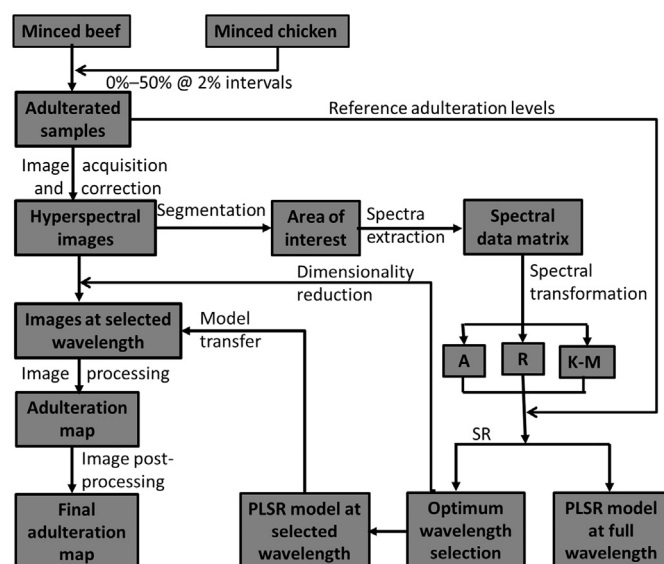 Minced beef
Minced chicken
0%–50% @ 2% intervals
Adulterated
samples
Reference adulteration levels
Image acquisition
and correction
Hyperspectral
images
Segmentation
Area of
interest
Spectra
extraction
Spectral
data matrix
Dimensionality
reduction
Spectral
transformation
Images at selected
wavelength
Model
transfer
A
R
K-M
Image processing
Adulteration
map
SR
Image post-
processing
Final
adulteration
map
PLSR model at
selected
wavelength
Optimum
wavelength
selection
PLSR model
at full
wavelength